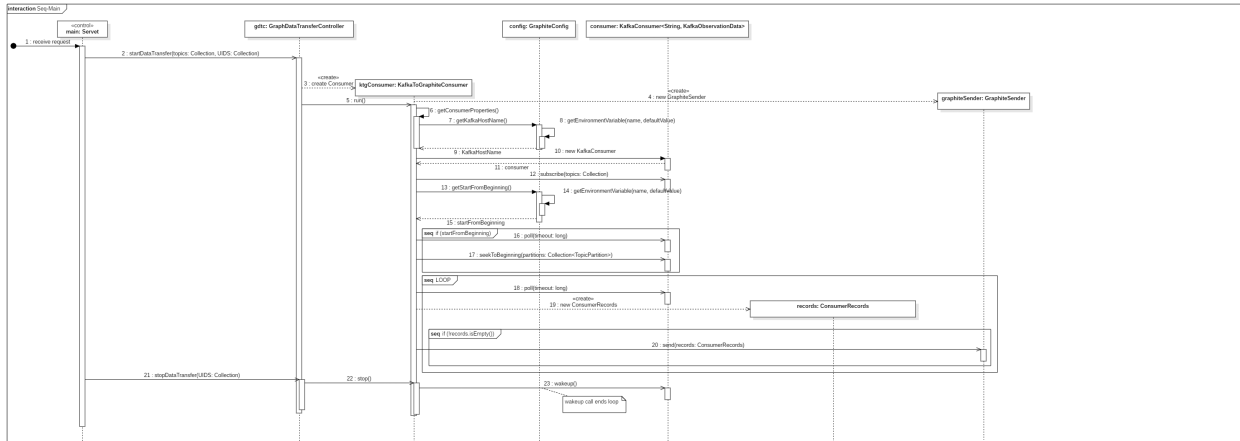 interaction Seq-Main
«control»
main: Servet
gdtc: GraphDataTransferController
config: GraphiteConfig
consumer: KafkaConsumer<String, KafkaObservationData>
1 : receive request
2 : startDataTransfer(topics: Collection, UIDS: Collection)
«create»
3 : create Consumer
ktgConsumer: KafkaToGraphiteConsumer
«create»
4 : new GraphiteSender
graphiteSender: GraphiteSender
5 : run()
6 : getConsumerProperties()
7 : getKafkaHostName()
8 : getEnvironmentVariable(name, defaultValue)
9 : KafkaHostName
10 : new KafkaConsumer
11 : consumer
12 : subscribe(topics: Collection)
13 : getStartFromBeginning()
14 : getEnvironmentVariable(name, defaultValue)
15 : startFromBeginning
seq if (startFromBeginning)
16 : poll(timeout: long)
17 : seekToBeginning(partitions: Collection<TopicPartition>)
seq LOOP
18 : poll(timeout: long)
«create»
19 : new ConsumerRecords
records: ConsumerRecords
seq if (!records.isEmpty())
20 : send(records: ConsumerRecords)
21 : stopDataTransfer(UIDS: Collection)
22 : stop()
23 : wakeup()
wakeup call ends loop